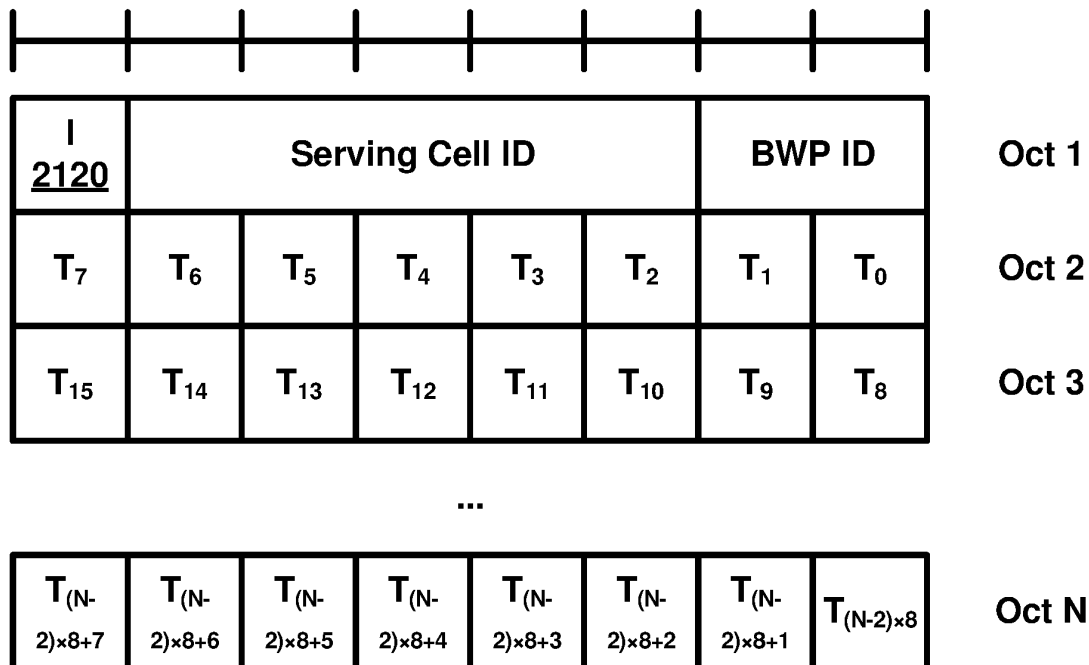 I Serving Cell ID BWP ID Oct 1
2120
T7 T6 T5 T4 T3 T2 T1 T0 Oct 2
T15 T14 T13 T12 T11 T10 T9 T8 Oct 3
...
T(N- T(N- T(N- T(N- T(N- T(N- T(N- T(N-2)×8 Oct N
2)×8+7 2)×8+6 2)×8+5 2)×8+4 2)×8+3 2)×8+2 2)×8+1